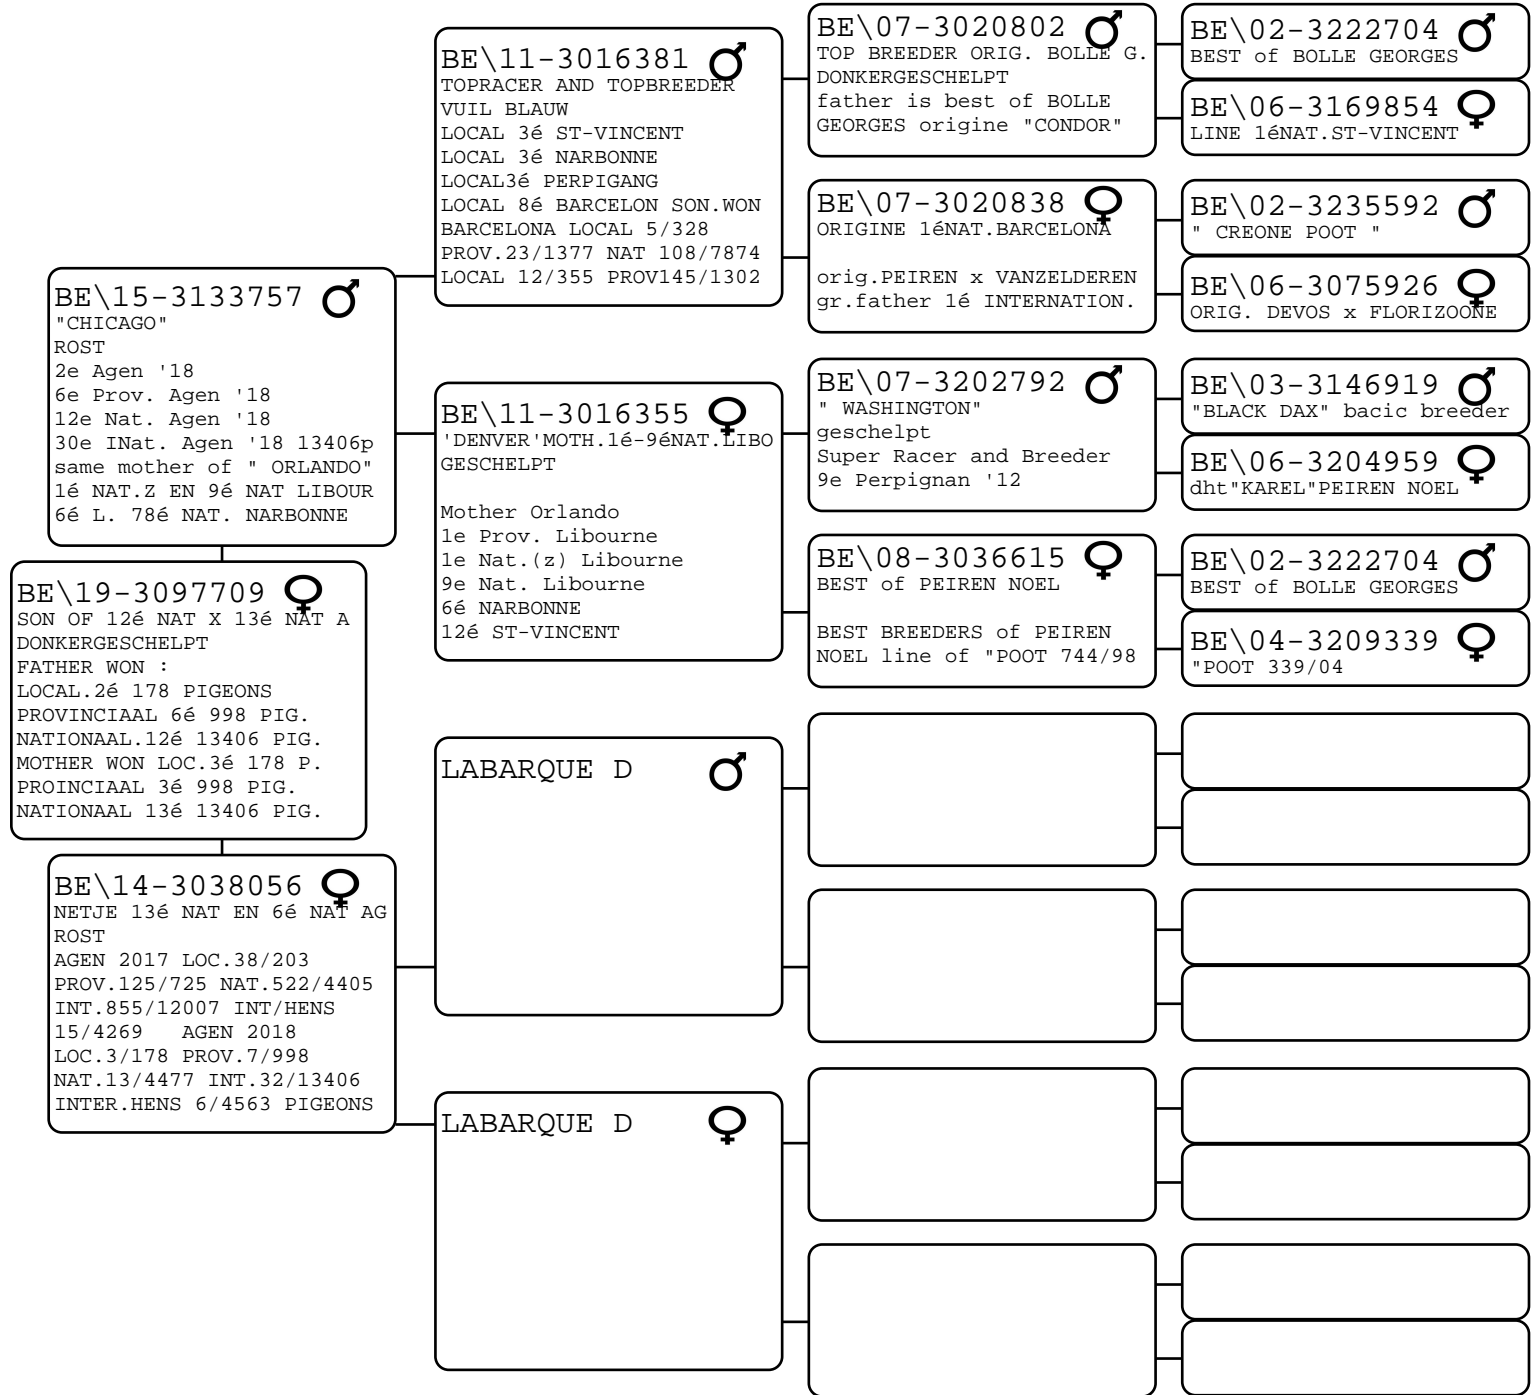 BE\19-3097709
SON OF 12é NAT X 13é NAT A
DONKERGESCHELPT
FATHER WON :
LOCAL.2é 178 PIGEONS
PROVINCIAAL 6é 998 PIG.
NATIONAAL.12é 13406 PIG.
MOTHER WON LOC.3é 178 P.
PROINCIAAL 3é 998 PIG.
NATIONAAL 13é 13406 PIG.
BE\15-3133757
"CHICAGO"
ROST
2e Agen '18
6e Prov. Agen '18
12e Nat. Agen '18
30e INat. Agen '18 13406p
same mother of " ORLANDO"
1é NAT.Z EN 9é NAT LIBOUR
6é L. 78é NAT. NARBONNE
BE\14-3038056
NETJE 13é NAT EN 6é NAT AG
ROST
AGEN 2017 LOC.38/203
PROV.125/725 NAT.522/4405
INT.855/12007 INT/HENS
15/4269   AGEN 2018
LOC.3/178 PROV.7/998
NAT.13/4477 INT.32/13406
INTER.HENS 6/4563 PIGEONS
BE\11-3016381
TOPRACER AND TOPBREEDER
VUIL BLAUW
LOCAL 3é ST-VINCENT
LOCAL 3é NARBONNE
LOCAL3é PERPIGANG
LOCAL 8é BARCELON SON.WON
BARCELONA LOCAL 5/328
PROV.23/1377 NAT 108/7874
LOCAL 12/355 PROV145/1302
BE\11-3016355
'DENVER'MOTH.1é-9éNAT.LIBO
GESCHELPT
Mother Orlando
1e Prov. Libourne
1e Nat.(z) Libourne
9e Nat. Libourne
6é NARBONNE
12é ST-VINCENT
LABARQUE D
LABARQUE D
BE\07-3020802
TOP BREEDER ORIG. BOLLE G.
DONKERGESCHELPT
father is best of BOLLE
GEORGES origine "CONDOR"
BE\07-3020838
ORIGINE 1éNAT.BARCELONA
orig.PEIREN x VANZELDEREN
gr.father 1é INTERNATION.
BE\07-3202792
" WASHINGTON"
geschelpt
Super Racer and Breeder
9e Perpignan '12
BE\08-3036615
BEST of PEIREN NOEL
BEST BREEDERS of PEIREN
NOEL line of "POOT 744/98
BE\02-3222704
BEST of BOLLE GEORGES
BE\06-3169854
LINE 1éNAT.ST-VINCENT
BE\02-3235592
" CREONE POOT "
BE\06-3075926
ORIG. DEVOS x FLORIZOONE
BE\03-3146919
"BLACK DAX" bacic breeder
BE\06-3204959
dht"KAREL"PEIREN NOEL
BE\02-3222704
BEST of BOLLE GEORGES
BE\04-3209339
"POOT 339/04